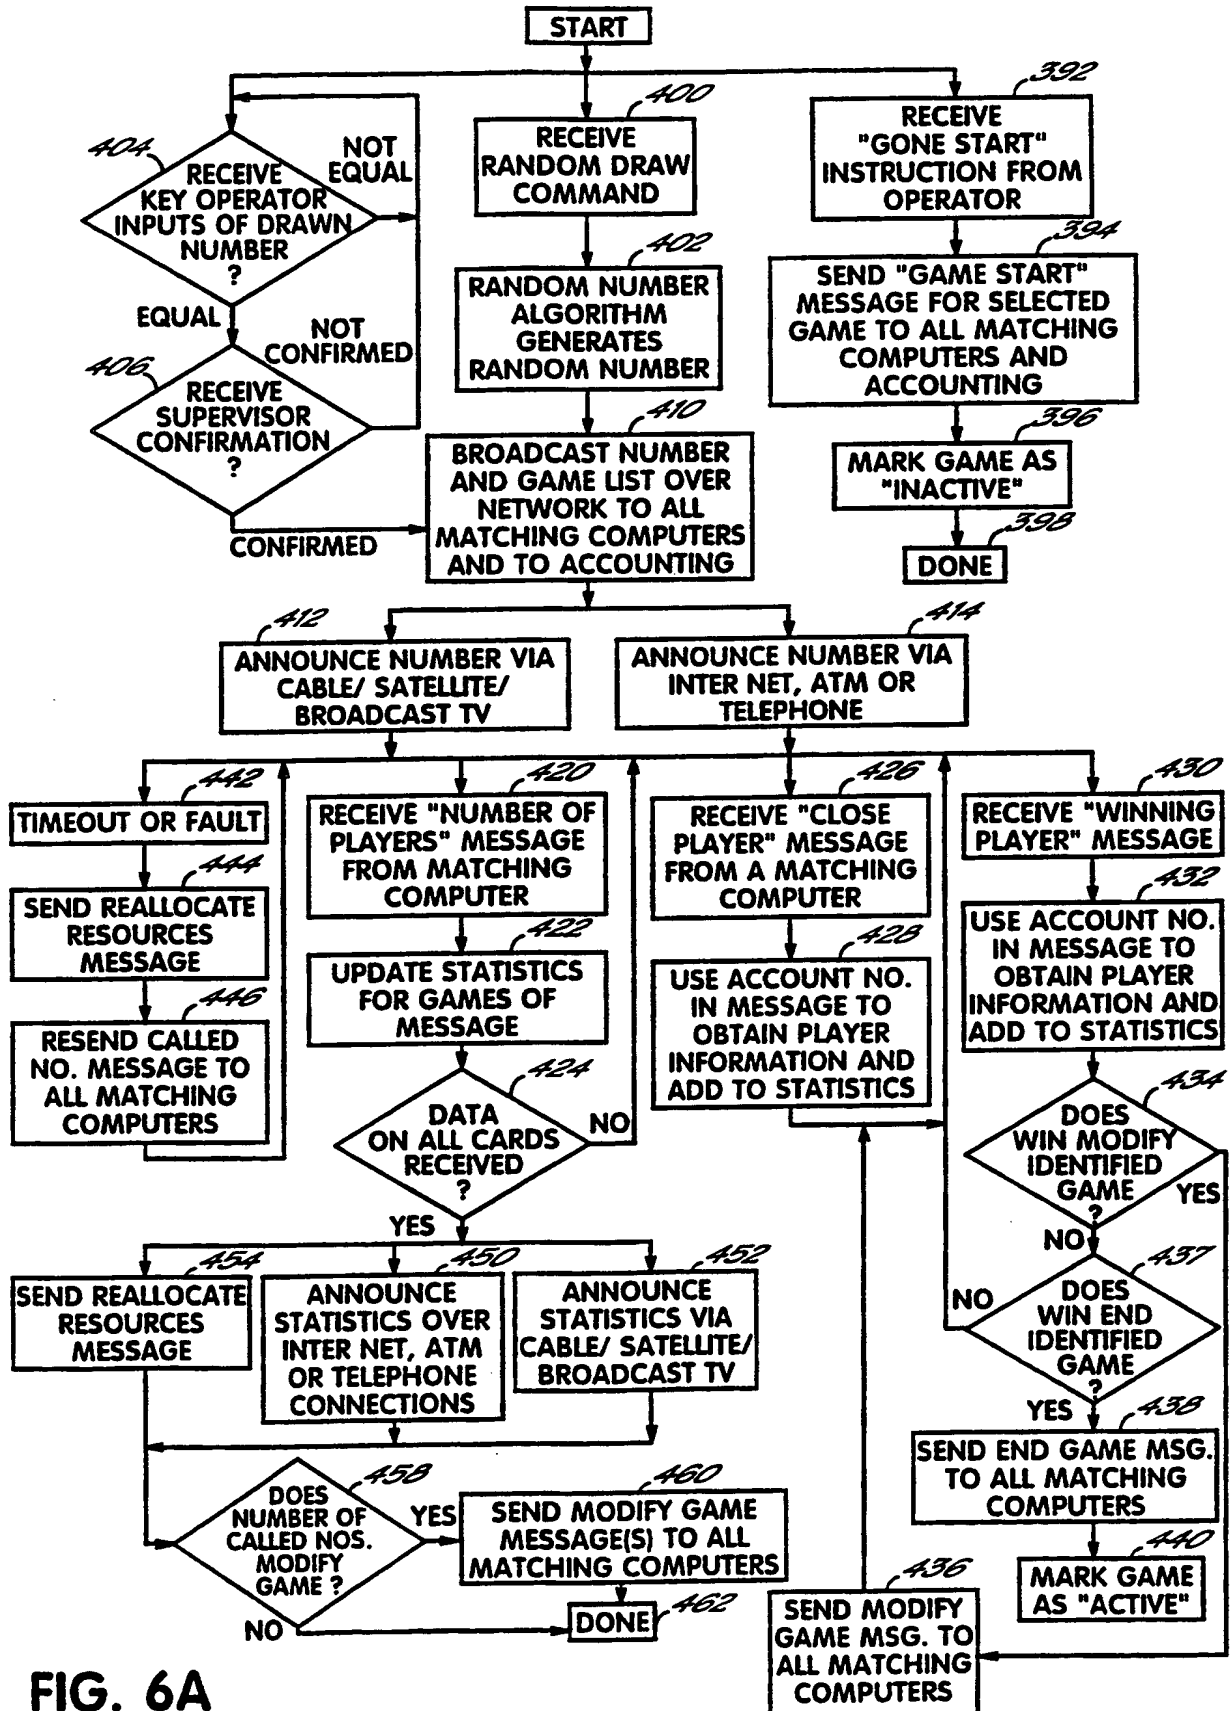 START
392
RECEIVE
"GONE START"
INSTRUCTION FROM
OPERATOR
394
SEND "GAME START"
MESSAGE FOR SELECTED
GAME TO ALL MATCHING
COMPUTERS AND
ACCOUNTING
396
MARK GAME AS
"INACTIVE"
398
DONE
400
RECEIVE
RANDOM DRAW
COMMAND
402
RANDOM NUMBER
ALGORITHM
GENERATES
RANDOM NUMBER
404
RECEIVE
KEY OPERATOR
INPUTS OF DRAWN
NUMBER
?
NOT
EQUAL
EQUAL
406
RECEIVE
SUPERVISOR
CONFIRMATION
?
NOT
CONFIRMED
CONFIRMED
410
BROADCAST NUMBER
AND GAME LIST OVER
NETWORK TO ALL
MATCHING COMPUTERS
AND TO ACCOUNTING
412
ANNOUNCE NUMBER VIA
CABLE/ SATELLITE/
BROADCAST TV
414
ANNOUNCE NUMBER VIA
INTER NET, ATM OR
TELEPHONE
442
TIMEOUT OR FAULT
444
SEND REALLOCATE
RESOURCES
MESSAGE
446
RESEND CALLED
NO. MESSAGE TO
ALL MATCHING
COMPUTERS
420
RECEIVE "NUMBER OF
PLAYERS" MESSAGE
FROM MATCHING
COMPUTER
422
UPDATE STATISTICS
FOR GAMES OF
MESSAGE
424
DATA
ON ALL CARDS
RECEIVED
?
NO
YES
426
RECEIVE "CLOSE
PLAYER" MESSAGE
FROM A MATCHING
COMPUTER
428
USE ACCOUNT NO.
IN MESSAGE TO
OBTAIN PLAYER
INFORMATION AND
ADD TO STATISTICS
430
RECEIVE "WINNING
PLAYER" MESSAGE
432
USE ACCOUNT NO.
IN MESSAGE TO
OBTAIN PLAYER
INFORMATION AND
ADD TO STATISTICS
434
DOES
WIN MODIFY
IDENTIFIED
GAME
?
YES
NO
437
DOES
WIN END
IDENTIFIED
GAME
?
NO
YES
438
SEND END GAME MSG.
TO ALL MATCHING
COMPUTERS
440
MARK GAME
AS "ACTIVE"
436
SEND MODIFY
GAME MSG. TO
ALL MATCHING
COMPUTERS
454
SEND REALLOCATE
RESOURCES
MESSAGE
450
ANNOUNCE
STATISTICS OVER
INTER NET, ATM
OR TELEPHONE
CONNECTIONS
452
ANNOUNCE
STATISTICS VIA
CABLE/ SATELLITE/
BROADCAST TV
458
DOES
NUMBER OF
CALLED NOS.
MODIFY
GAME ?
YES
NO
460
SEND MODIFY GAME
MESSAGE(S) TO ALL
MATCHING COMPUTERS
DONE
462
FIG. 6A